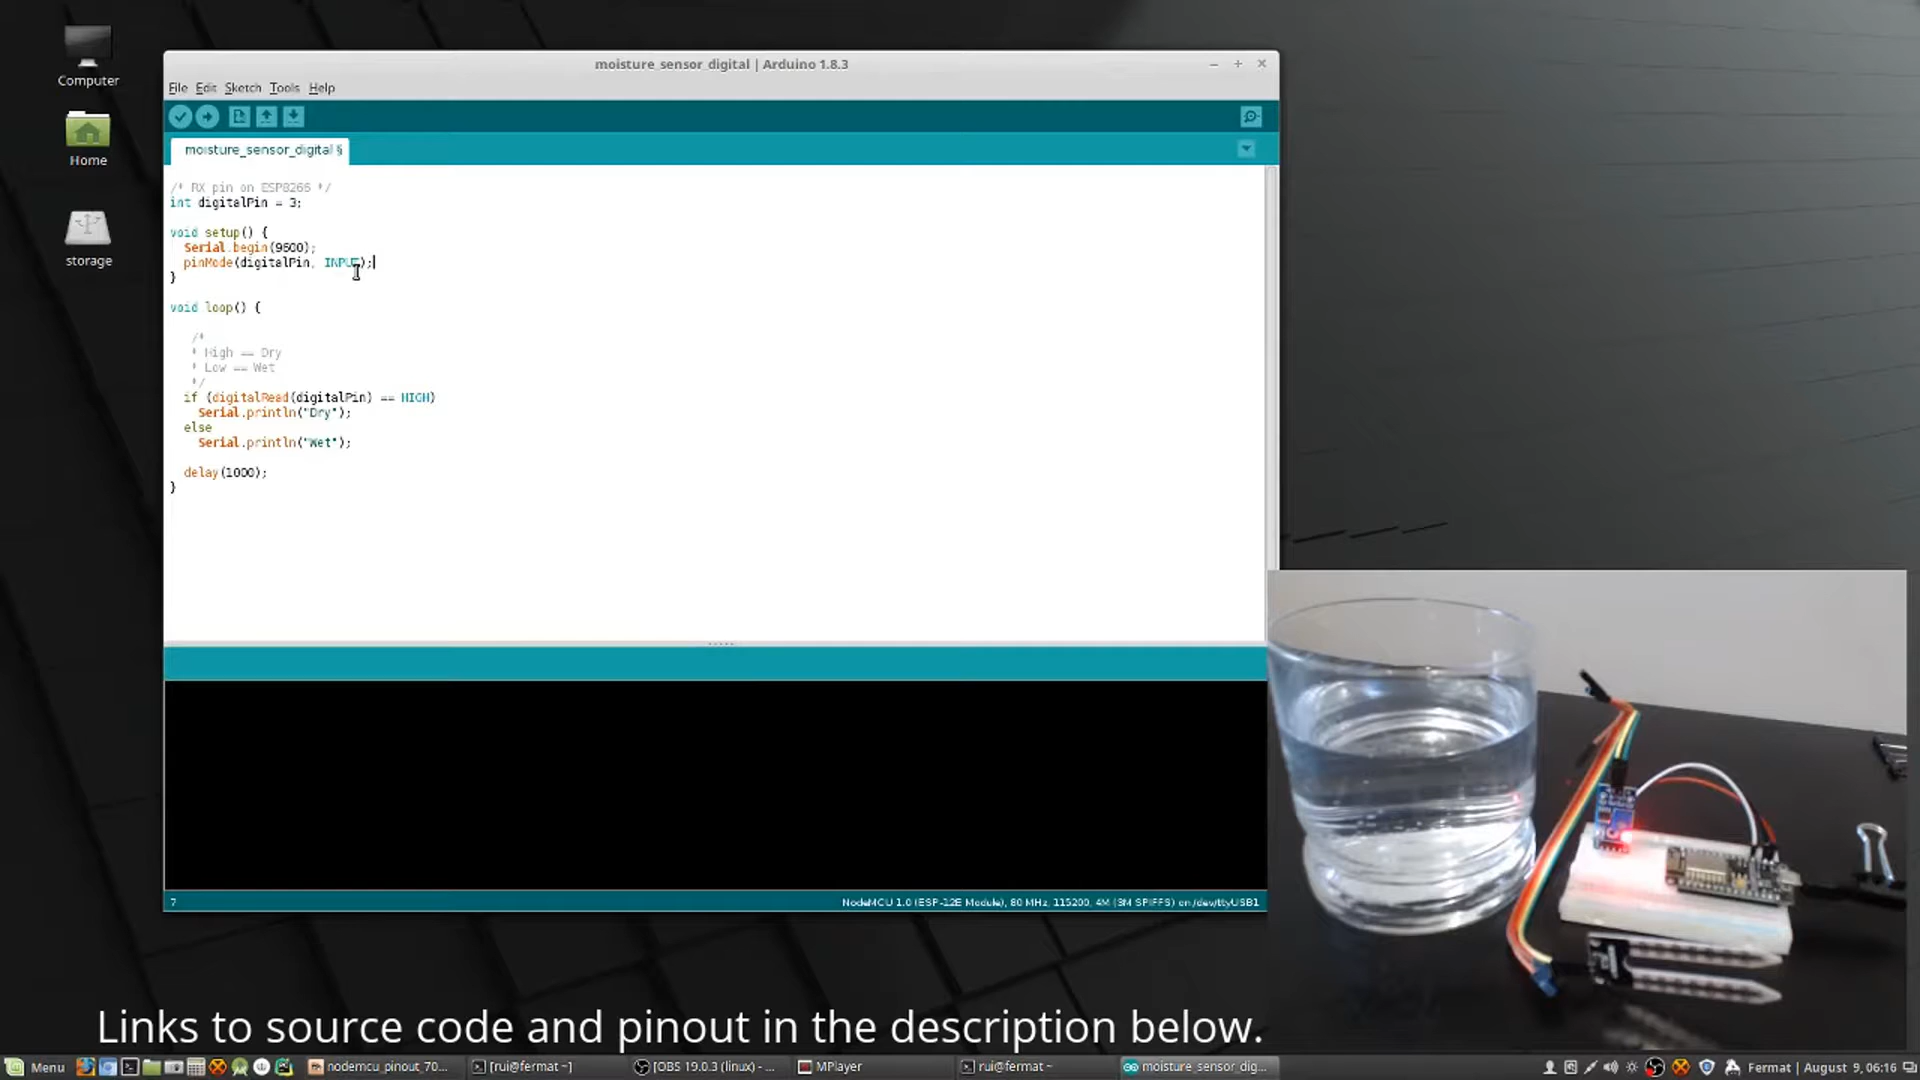 Computer
Home
storage
moisture_sensor_digital | Arduino 1.8.3
File Edit Sketch Tools Help
moisture_sensor_digital §
/* RX pin on ESP8266 */
int digitalPin = 3;
void setup() {
Serial.begin(9600);
pinMode(digitalPin, INPUT);
}
void loop() {
/*
* High == Dry
* Low == Wet
*/
if (digitalRead(digitalPin) == HIGH)
Serial.println("Dry");
else
Serial.println("Wet");
delay(1000);
}
7
NodeMCU 1.0 (ESP-12E Module), 80 MHz, 115200, 4M (3M SPIFFS) on /dev/ttyUSB1
Links to source code and pinout in the description below.
Menu
nodemcu_pinout_70...
[rui@fermat ~]
[OBS 19.0.3 (linux) - ...
MPlayer
rui@fermat ~
moisture_sensor_dig...
Fermat | August 9, 06:16